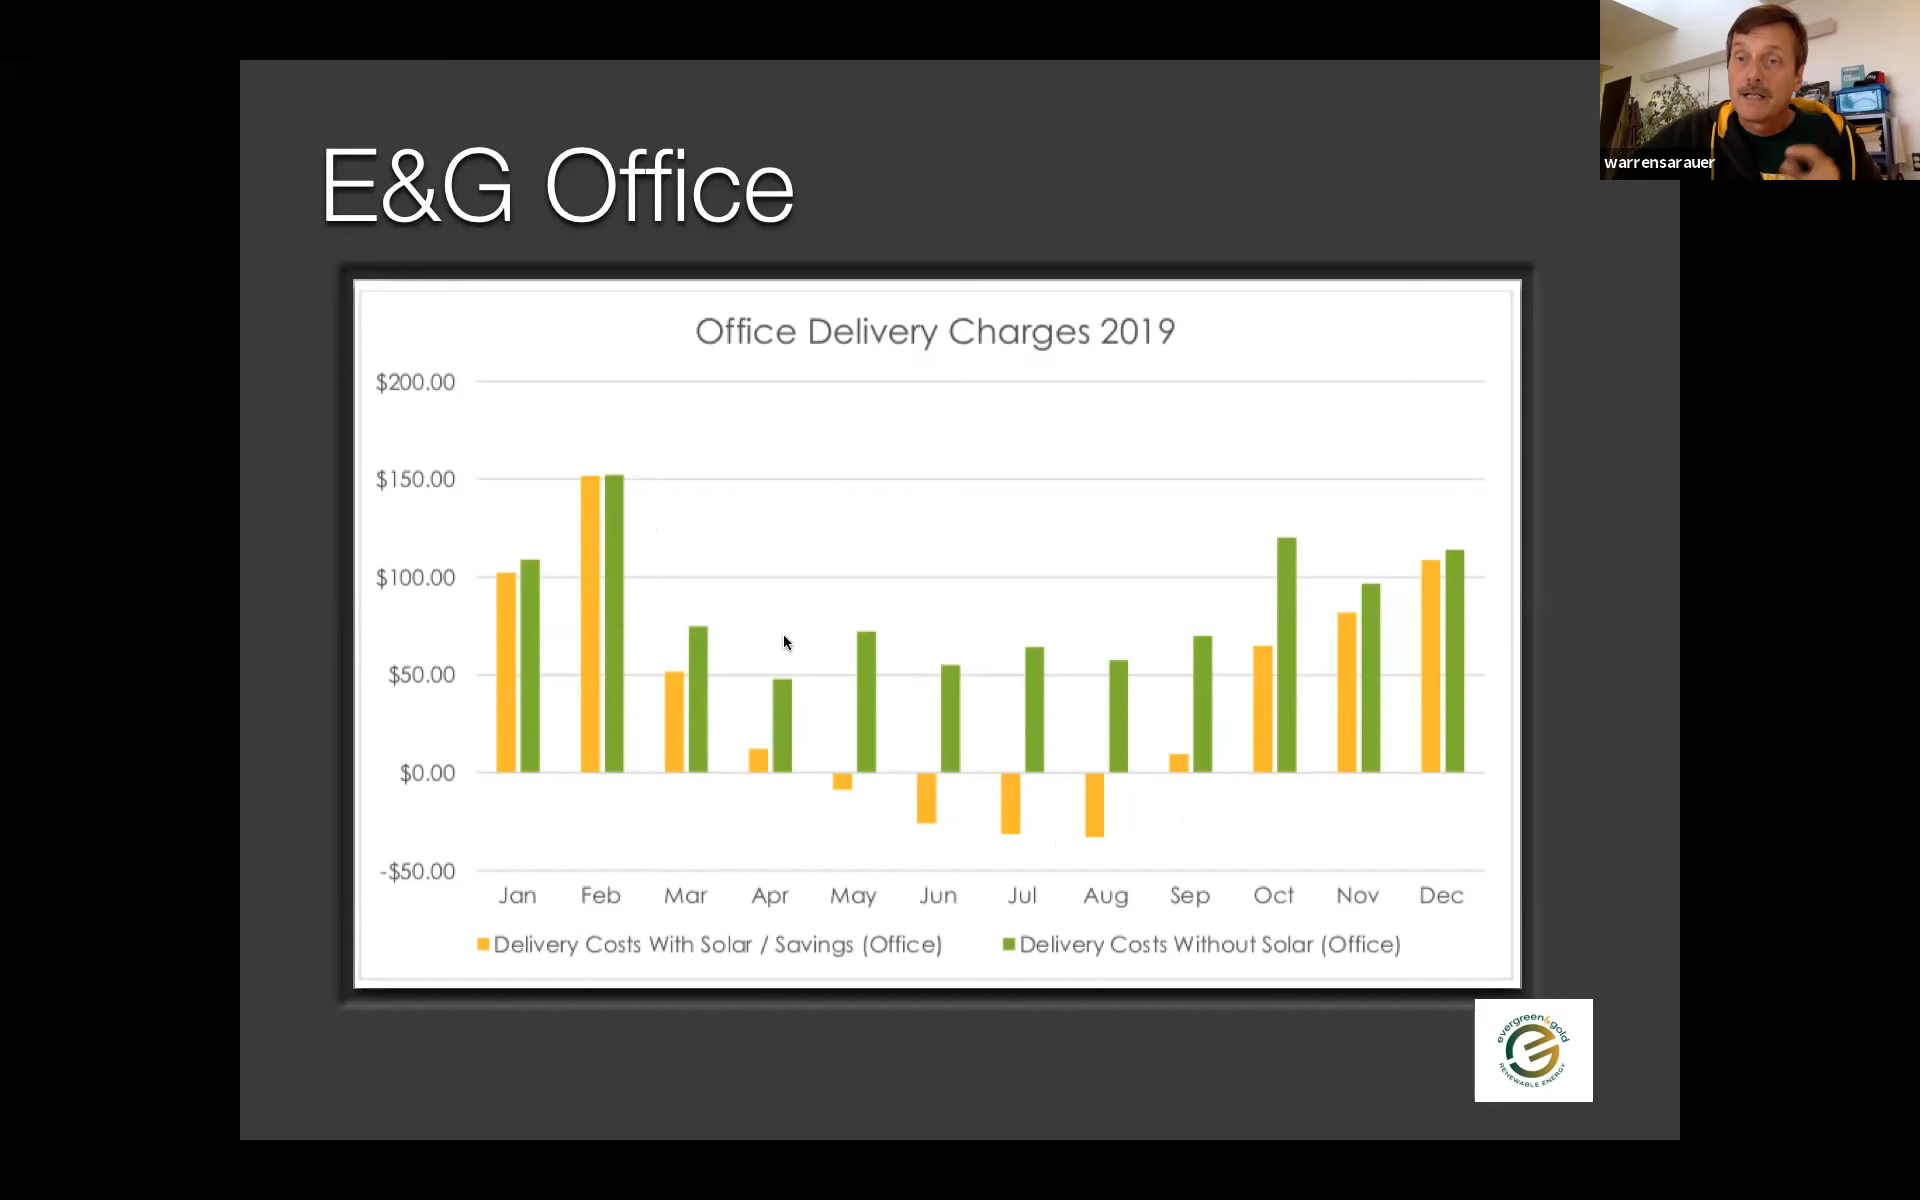 E&G Office
warrensarauer
Office Delivery Charges 2019
$200.00
$150.00
$100.00
$50.00
$0.00
-$50.00
Jan Feb Mar Apr May Jun Jul Aug Sep Oct Nov Dec
Delivery Costs With Solar / Savings (Office) Delivery Costs Without Solar (Office)
evergreen&gold
RENEWABLE ENERGY